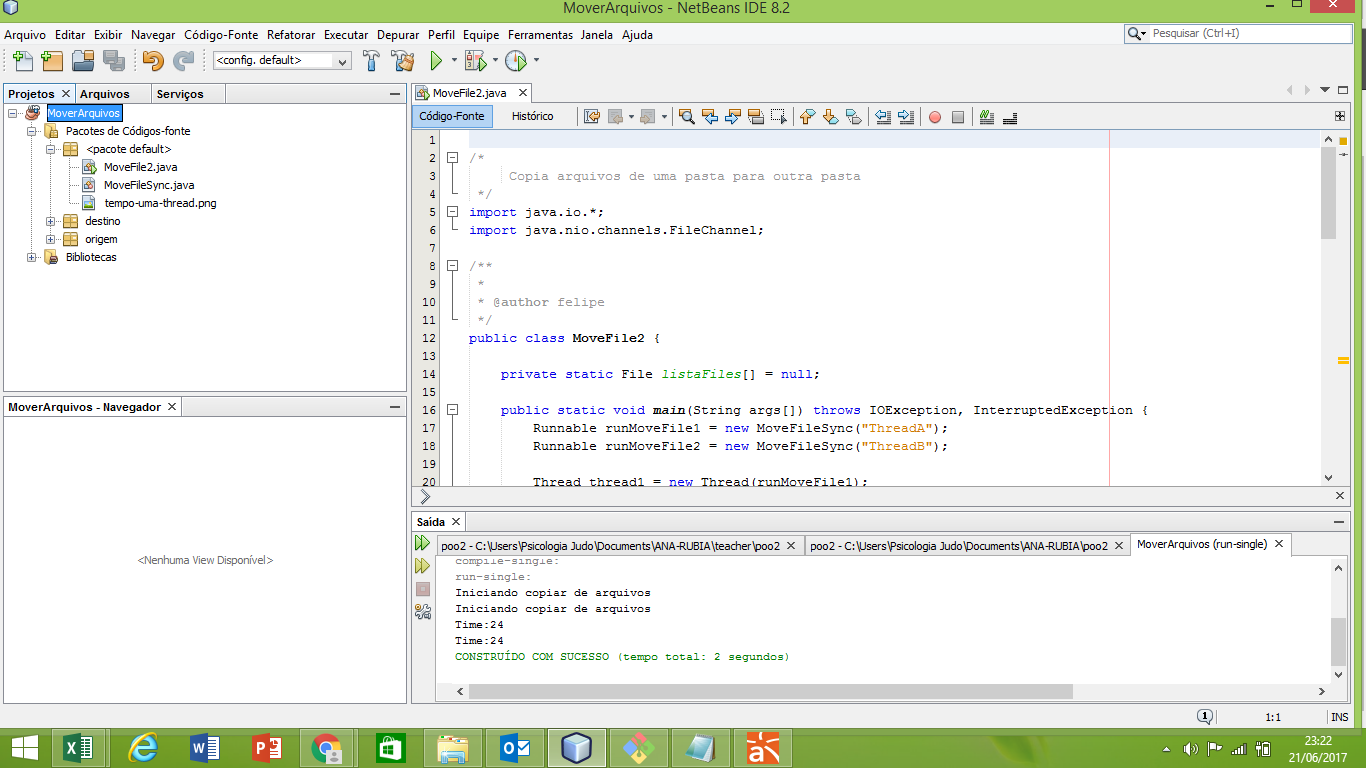 MoverArquivos - NetBeans IDE 8.2
Arquivo Editar Exibir Navegar Código-Fonte Refatorar Executar Depurar Perfil Equipe Ferramentas Janela Ajuda
Pesquisar (Ctrl+I)
<config. default>
Projetos Arquivos Serviços
MoverArquivos
Pacotes de Códigos-fonte
<pacote default>
MoveFile2.java
MoveFileSync.java
tempo-uma-thread.png
destino
origem
Bibliotecas
MoverArquivos - Navegador
<Nenhuma View Disponível>
MoveFile2.java
Código-Fonte Histórico
1
2 /*
3 Copia arquivos de uma pasta para outra pasta
4 */
5 import java.io.*;
6 import java.nio.channels.FileChannel;
7
8 /**
9 *
10 * @author felipe
11 */
12 public class MoveFile2 {
13
14 private static File listaFiles[] = null;
15
16 public static void main(String args[]) throws IOException, InterruptedException {
17 Runnable runMoveFile1 = new MoveFileSync("ThreadA");
18 Runnable runMoveFile2 = new MoveFileSync("ThreadB");
19
20 Thread thread1 = new Thread(runMoveFile1);
Saída
poo2 - C:\Users\Psicologia Judo\Documents\ANA-RUBIA\teacher\poo2 poo2 - C:\Users\Psicologia Judo\Documents\ANA-RUBIA\poo2 MoverArquivos (run-single)
compile-single:
run-single:
Iniciando copiar de arquivos
Iniciando copiar de arquivos
Time:24
Time:24
CONSTRUÍDO COM SUCESSO (tempo total: 2 segundos)
1 1:1 INS
23:22
21/06/2017